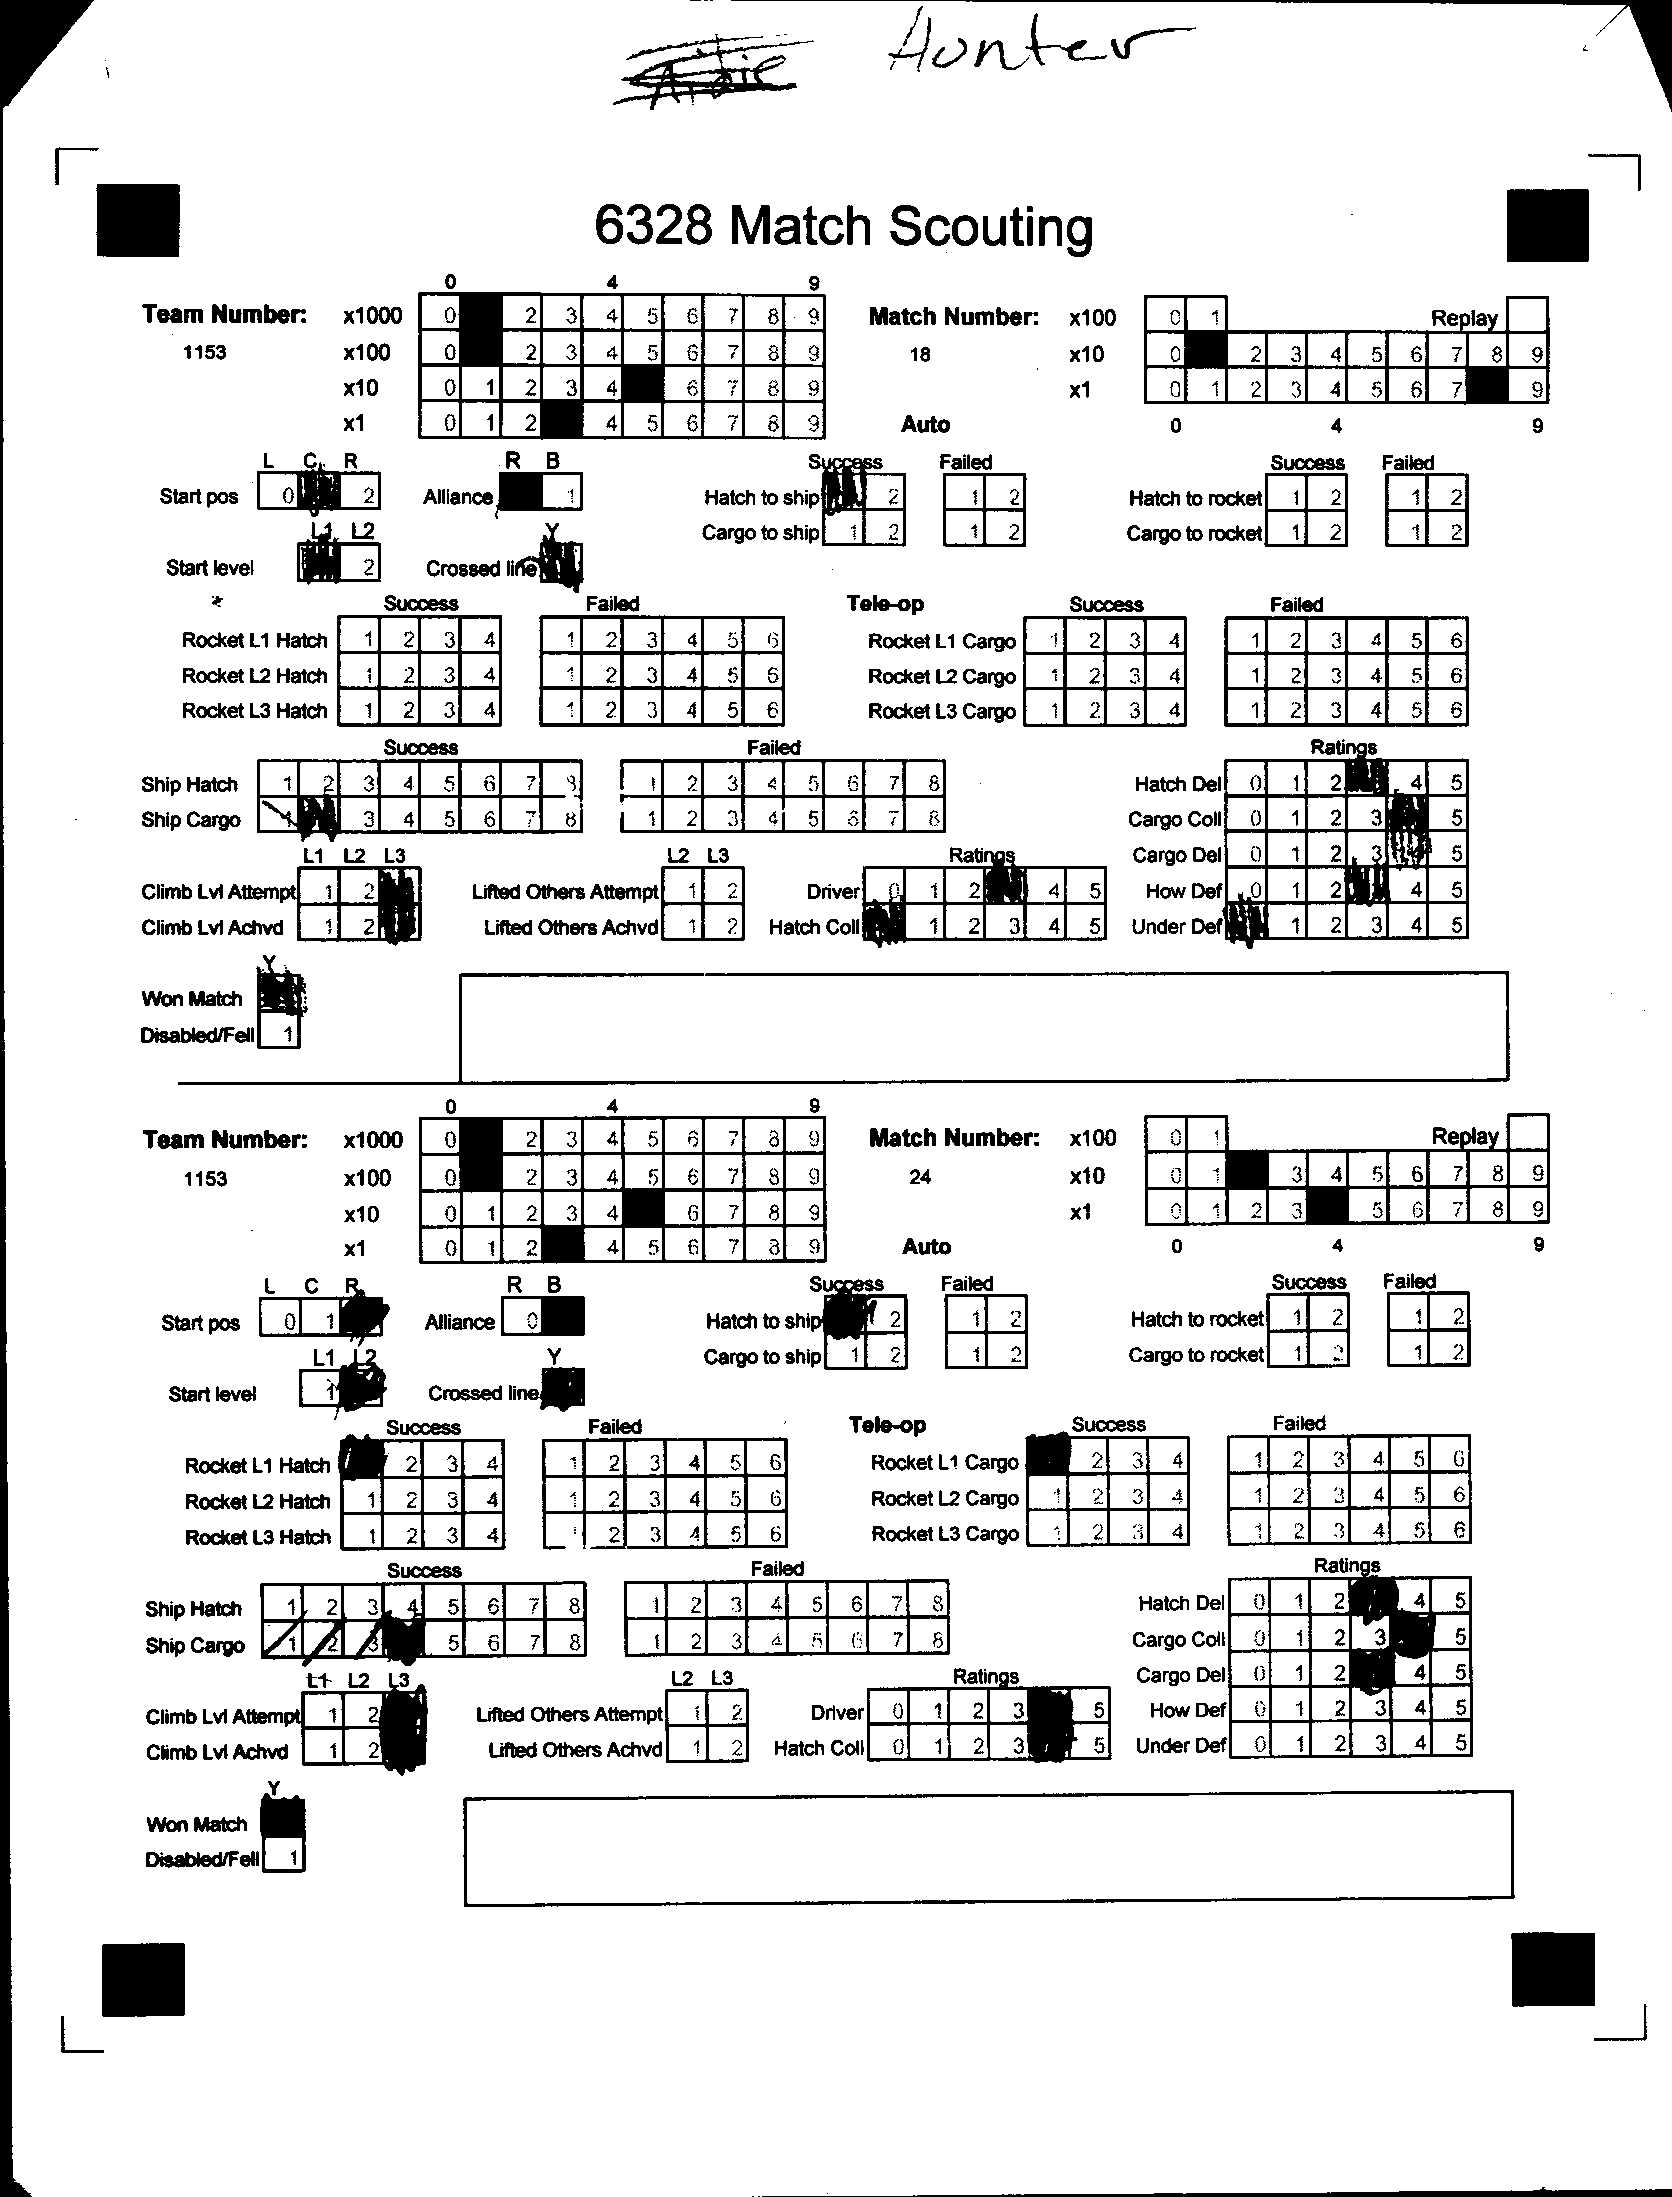 Hunter
6328 Match Scouting
0 4 9
Team Number: x1000 0 2 3 4 5 6 7 8 9 Match Number: x100 0 1 Replay
1153 x100 0 2 3 4 5 6 7 8 9 18 x10 0 2 3 4 5 6 7 8 9
x10 0 1 2 3 4 6 7 8 9 x1 0 1 2 3 4 5 6 7 9
x1 0 1 2 4 5 6 7 8 9 Auto 0 4 9
L C R R B Success Failed Success Failed
Start pos 0 2 Alliance 1 Hatch to ship 2 1 2 Hatch to rocket 1 2 1 2
L1 L2 Y Cargo to ship 1 2 1 2 Cargo to rocket 1 2 1 2
Start level 2 Crossed line
Success Failed Tele-op Success Failed
Rocket L1 Hatch 1 2 3 4 1 2 3 4 5 6 Rocket L1 Cargo 1 2 3 4 1 2 3 4 5 6
Rocket L2 Hatch 1 2 3 4 1 2 3 4 5 6 Rocket L2 Cargo 1 2 3 4 1 2 3 4 5 6
Rocket L3 Hatch 1 2 3 4 1 2 3 4 5 6 Rocket L3 Cargo 1 2 3 4 1 2 3 4 5 6
Success Failed Ratings
Ship Hatch 1 2 3 4 5 6 7 8 1 2 3 4 5 6 7 8 Hatch Del 0 1 2 4 5
Ship Cargo 1 3 4 5 6 7 8 1 2 3 4 5 6 7 8 Cargo Coll 0 1 2 3 5
L1 L2 L3 L2 L3 Ratings Cargo Del 0 1 2 3 4 5
Climb Lvl Attempt 1 2 Lifted Others Attempt 1 2 Driver 0 1 2 4 5 How Def 0 1 2 4 5
Climb Lvl Achvd 1 2 Lifted Others Achvd 1 2 Hatch Coll 1 2 3 4 5 Under Def 1 2 3 4 5
Y
Won Match
Disabled/Fell 1
0 4 9
Team Number: x1000 0 2 3 4 5 6 7 8 9 Match Number: x100 0 1 Replay
1153 x100 0 2 3 4 5 6 7 8 9 24 x10 0 1 3 4 5 6 7 8 9
x10 0 1 2 3 4 6 7 8 9 x1 0 1 2 3 5 6 7 8 9
x1 0 1 2 4 5 6 7 8 9 Auto 0 4 9
L C R R B Success Failed Success Failed
Start pos 0 1 Alliance 0 Hatch to ship 2 1 2 Hatch to rocket 1 2 1 2
L1 L2 Y Cargo to ship 1 2 1 2 Cargo to rocket 1 2 1 2
Start level 1 Crossed line
Success Failed Tele-op Success Failed
Rocket L1 Hatch 2 3 4 1 2 3 4 5 6 Rocket L1 Cargo 2 3 4 1 2 3 4 5 6
Rocket L2 Hatch 1 2 3 4 1 2 3 4 5 6 Rocket L2 Cargo 1 2 3 4 1 2 3 4 5 6
Rocket L3 Hatch 1 2 3 4 1 2 3 4 5 6 Rocket L3 Cargo 1 2 3 4 1 2 3 4 5 6
Success Failed Ratings
Ship Hatch 1 2 3 4 5 6 7 8 1 2 3 4 5 6 7 8 Hatch Del 0 1 2 4 5
Ship Cargo 1 2 3 5 6 7 8 1 2 3 4 5 6 7 8 Cargo Coll 0 1 2 3 5
L1 L2 L3 L2 L3 Ratings Cargo Del 0 1 2 4 5
Climb Lvl Attempt 1 2 Lifted Others Attempt 1 2 Driver 0 1 2 3 5 How Def 0 1 2 3 4 5
Climb Lvl Achvd 1 2 Lifted Others Achvd 1 2 Hatch Coll 0 1 2 3 5 Under Def 0 1 2 3 4 5
Y
Won Match
Disabled/Fell 1